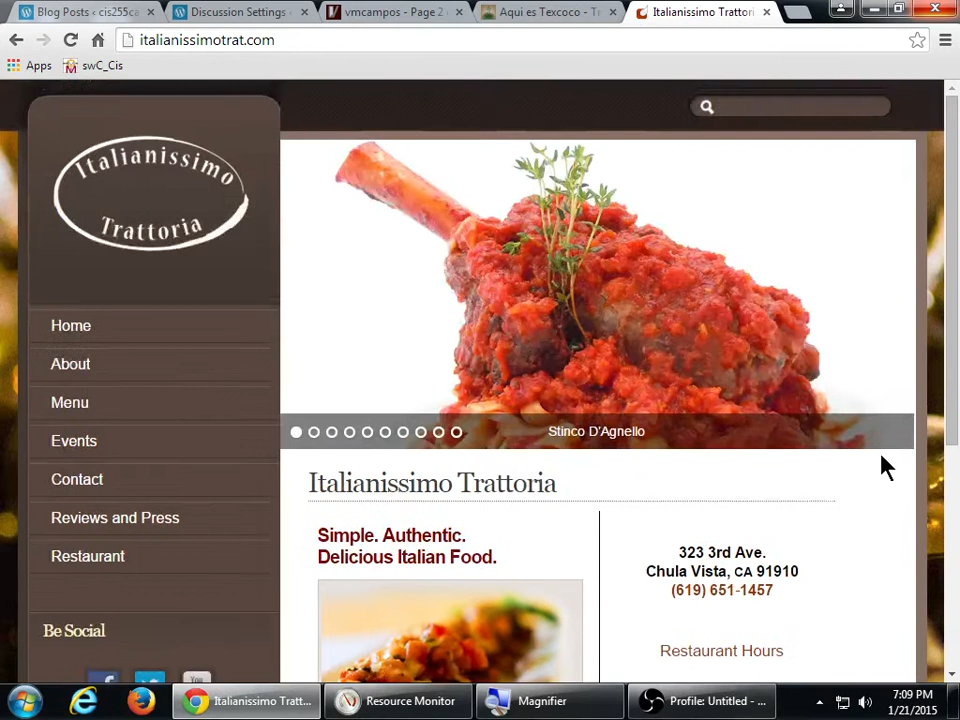 Blog Posts ‹ cis255ca
Discussion Settings ‹
vmcampos - Page 2 ‹
Aqui es Texcoco - T
Italianissimo Trattori
italianissimotrat.com
Apps
swC_Cis
Italianissimo
Trattoria
Home
About
Menu
Events
Contact
Reviews and Press
Restaurant
Be Social
Stinco D'Agnello
Italianissimo Trattoria
Simple. Authentic.
Delicious Italian Food.
323 3rd Ave.
Chula Vista, CA 91910
(619) 651-1457
Restaurant Hours
Italianissimo Tratt...
Resource Monitor
Magnifier
Profile: Untitled - ...
7:09 PM
1/21/2015